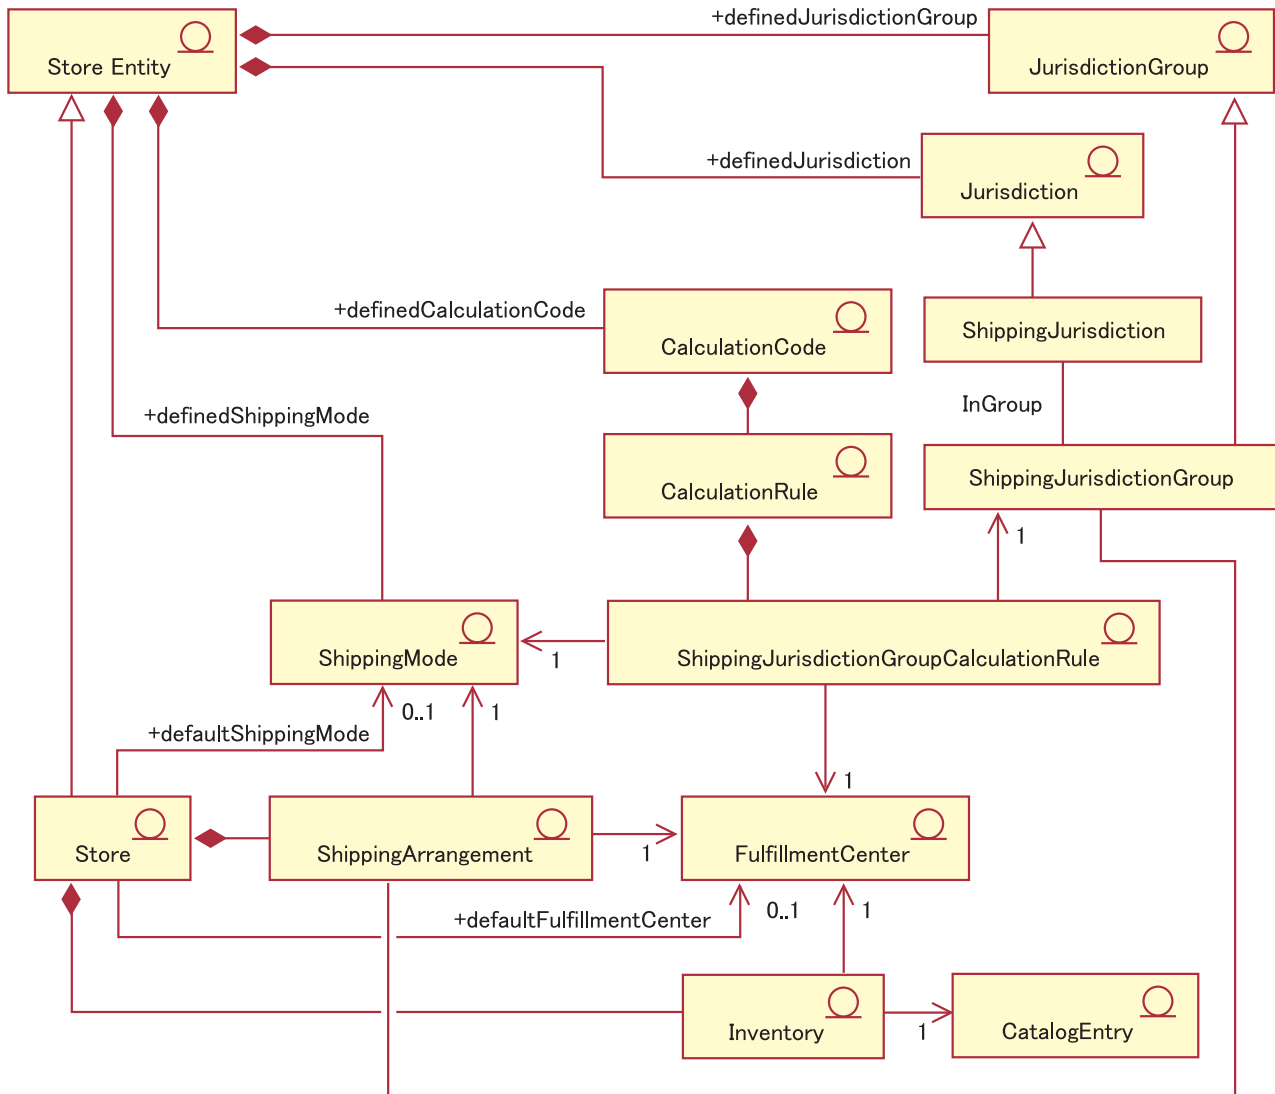 +definedJurisdictionGroup
Store Entity
JurisdictionGroup
+definedJurisdiction
Jurisdiction
+definedCalculationCode
ShippingJurisdiction
CalculationCode
InGroup
+definedShippingMode
ShippingJurisdictionGroup
CalculationRule
1
ShippingMode
1
ShippingJurisdictionGroupCalculationRule
0..1
1
+defaultShippingMode
1
Store
ShippingArrangement
1
FulfillmentCenter
+defaultFulfillmentCenter
0..1
1
Inventory
1
CatalogEntry